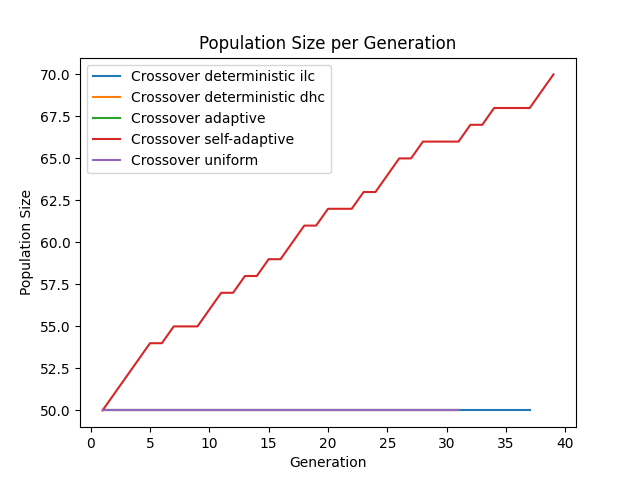 Population Size per Generation
70.0
67.5
65.0
62.5
60.0
57.5
55.0
52.5
50.0
Population Size
Crossover deterministic ilc
Crossover deterministic dhc
Crossover adaptive
Crossover self-adaptive
Crossover uniform
0 5 10 15 20 25 30 35 40
Generation